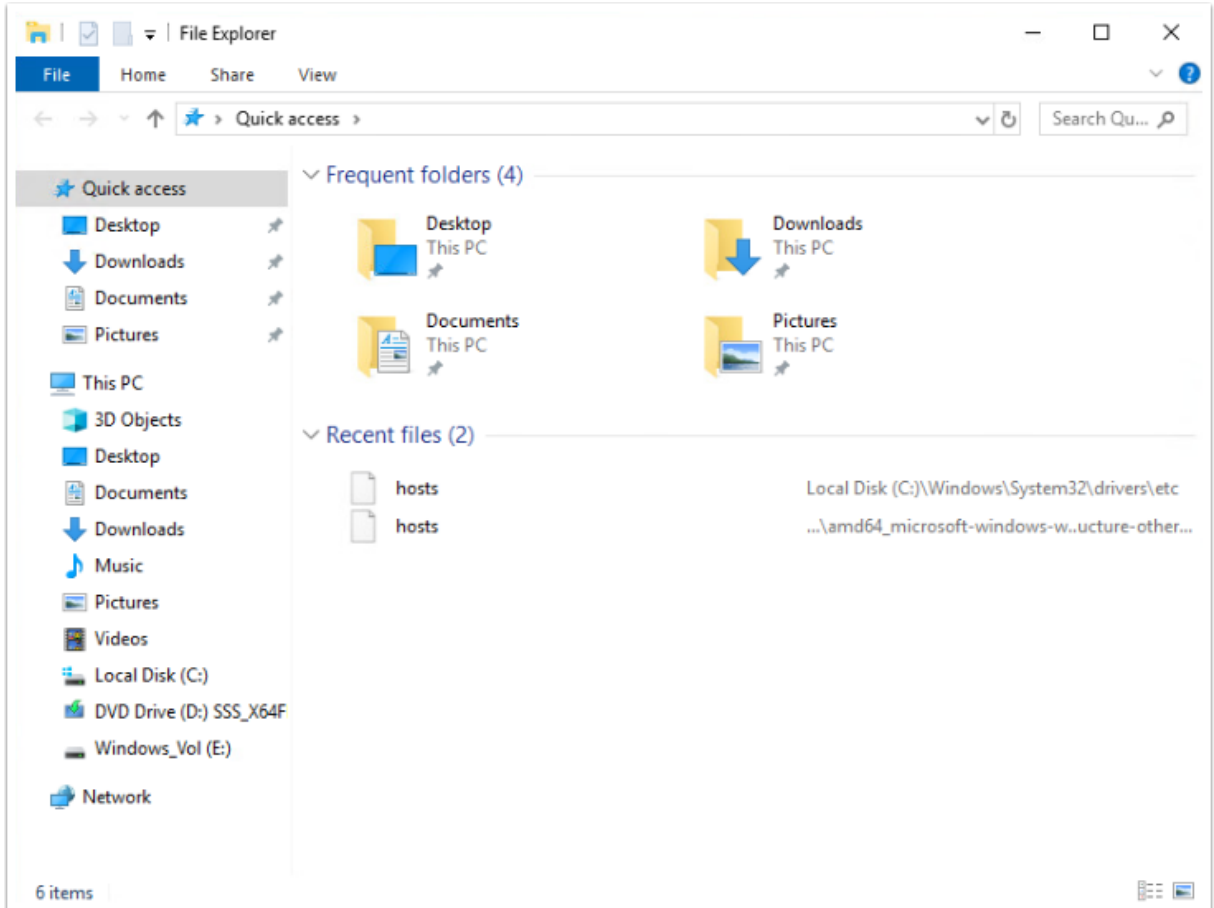 File Explorer
File Home Share View
Quick access
Search Qu...
Quick access
Desktop
Downloads
Documents
Pictures
This PC
3D Objects
Desktop
Documents
Downloads
Music
Pictures
Videos
Local Disk (C:)
DVD Drive (D:) SSS_X64F
Windows_Vol (E:)
Network
Frequent folders (4)
Desktop
This PC
Downloads
This PC
Documents
This PC
Pictures
This PC
Recent files (2)
hosts Local Disk (C:)\Windows\System32\drivers\etc
hosts ...\amd64_microsoft-windows-w..ucture-other...
6 items